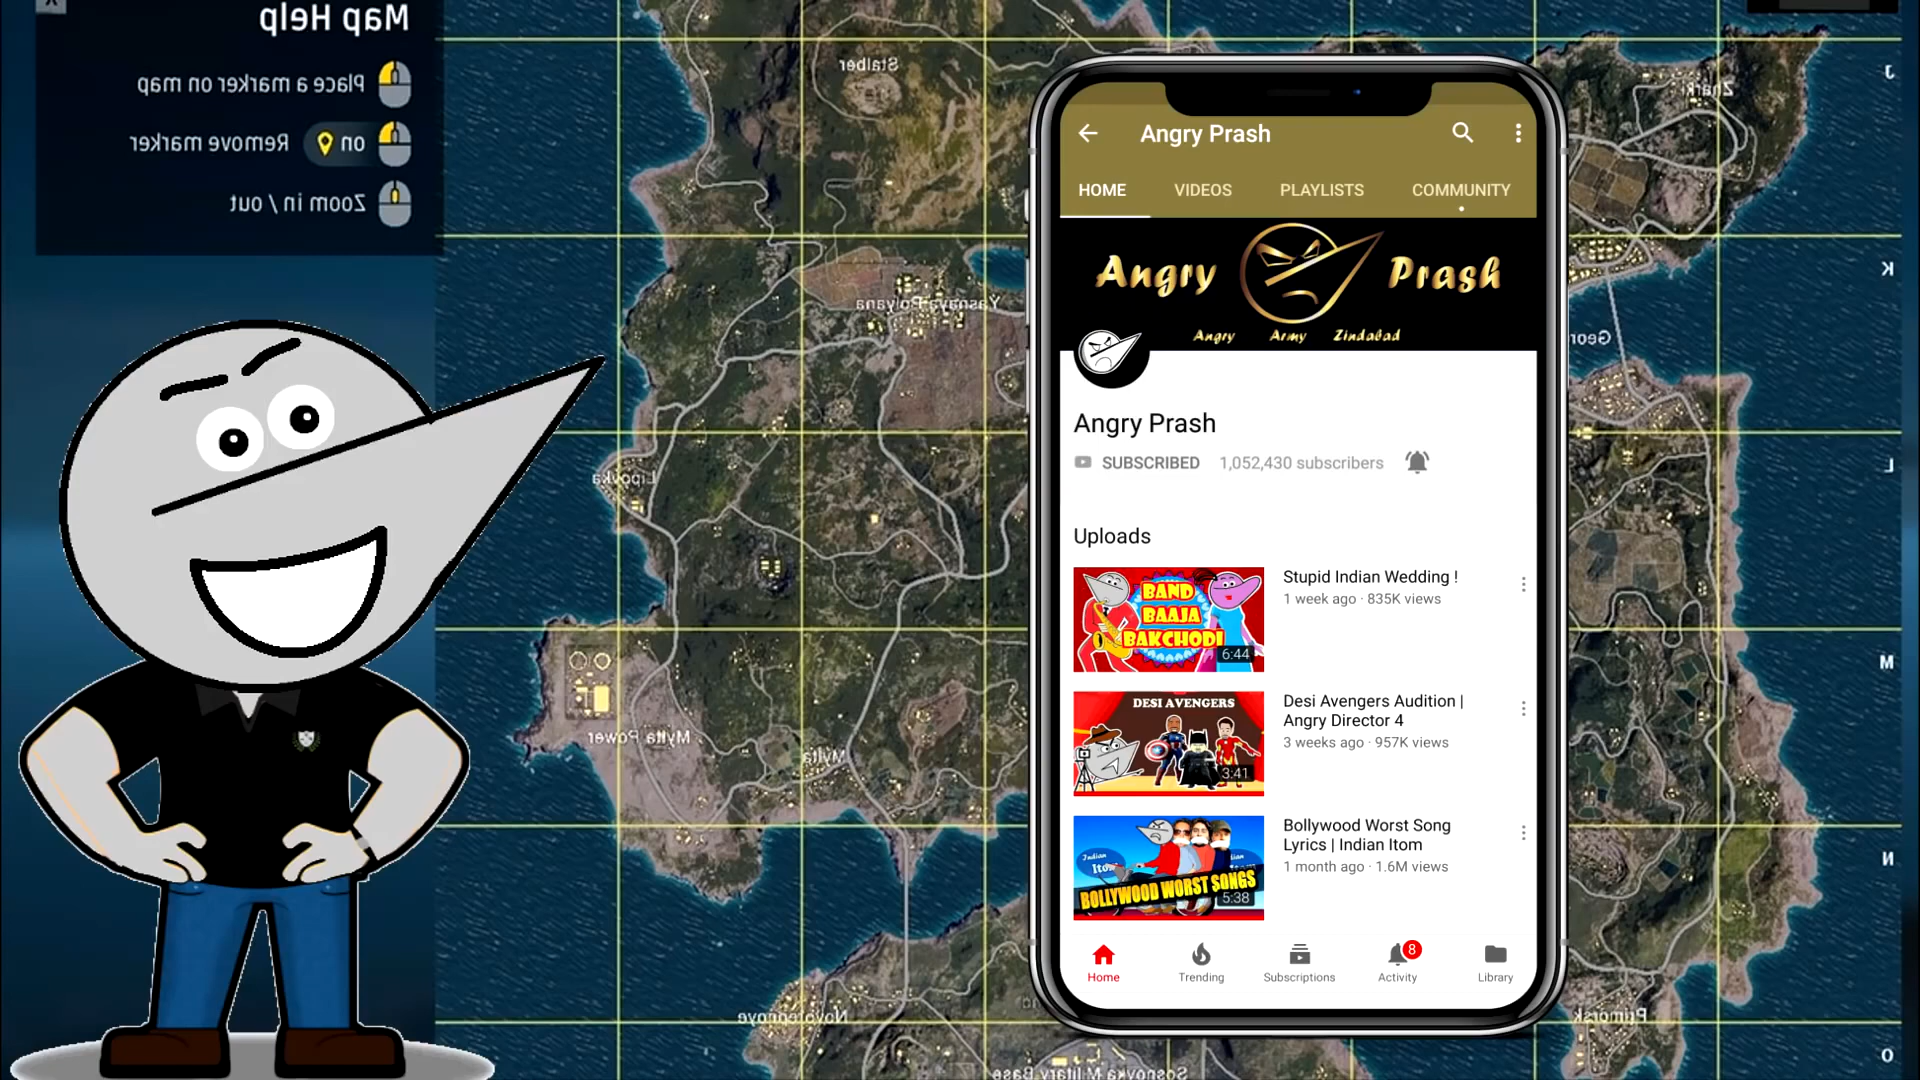 Map Help
Place a marker on map
on Remove marker
Zoom in / out
Stalber
Zharki
J
Yasnaya Polyana
K
Geor
Lipovka
L
Mylta Power
Mylta
M
N
Novorepnoye
Primorsk
Sosnovka Military Base
O
Angry Prash
HOME VIDEOS PLAYLISTS COMMUNITY
Angry Prash
Angry Army Zindabad
Angry Prash
SUBSCRIBED 1,052,430 subscribers
Uploads
BAND
BAAJA
BAKCHODI
6:44
Stupid Indian Wedding !
1 week ago · 835K views
DESI AVENGERS
3:41
Desi Avengers Audition |
Angry Director 4
3 weeks ago · 957K views
Indian
BOLLYWOOD WORST SONGS
5:38
Bollywood Worst Song
Lyrics | Indian Itom
1 month ago · 1.6M views
8
Home Trending Subscriptions Activity Library